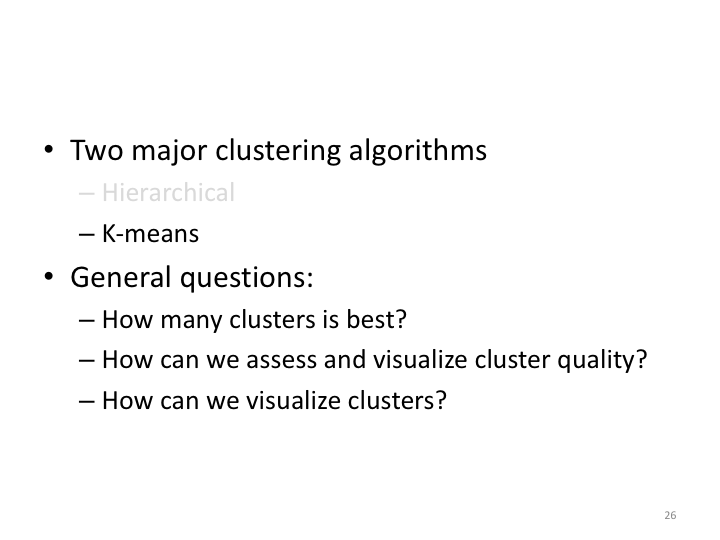 • Two major clustering algorithms
– Hierarchical
– K-means
• General questions:
– How many clusters is best?
– How can we assess and visualize cluster quality?
– How can we visualize clusters?
26